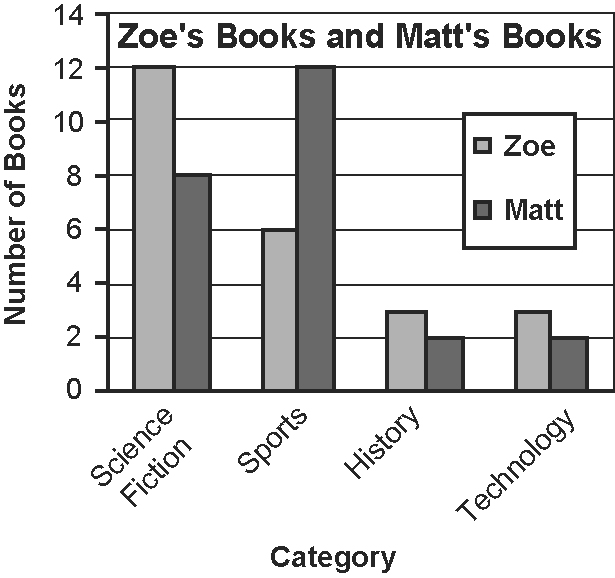 Zoe's Books and Matt's Books
Number of Books
14
12
10
8
6
4
2
0
Zoe
Matt
Science
Fiction
Sports
History
Technology
Category